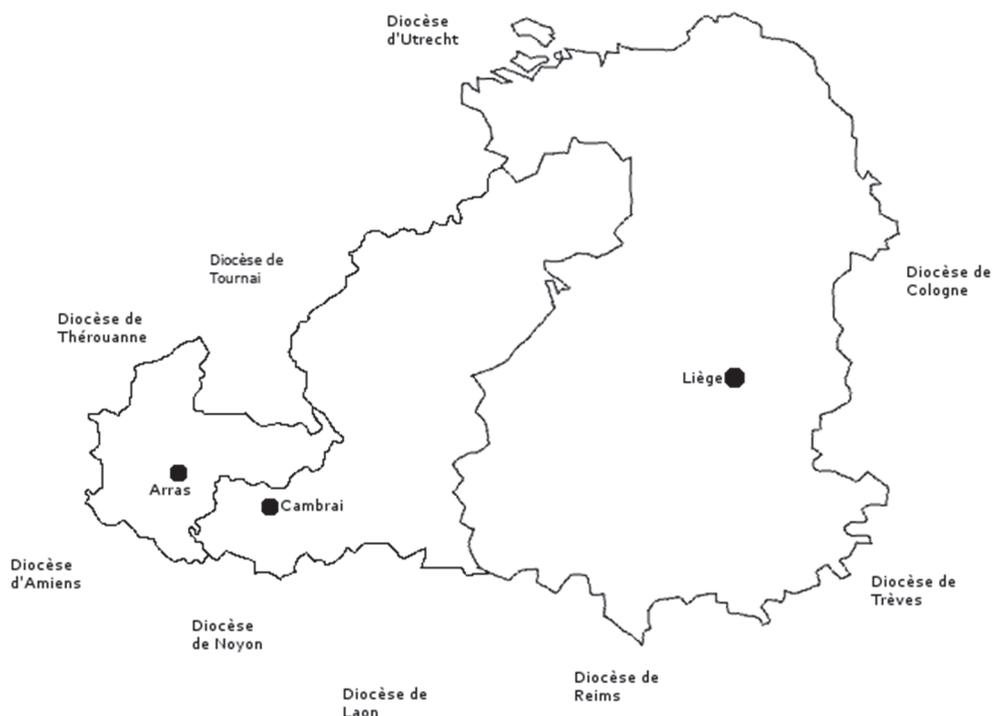 Diocèse
d'Utrecht
Diocèse de
Tournai
Diocèse de
Cologne
Diocèse de
Thérouanne
Liège
Arras
Cambrai
Diocèse
d'Amiens
Diocèse de
Trèves
Diocèse
de Noyon
Diocèse de
Reims
Diocèse de
Laon